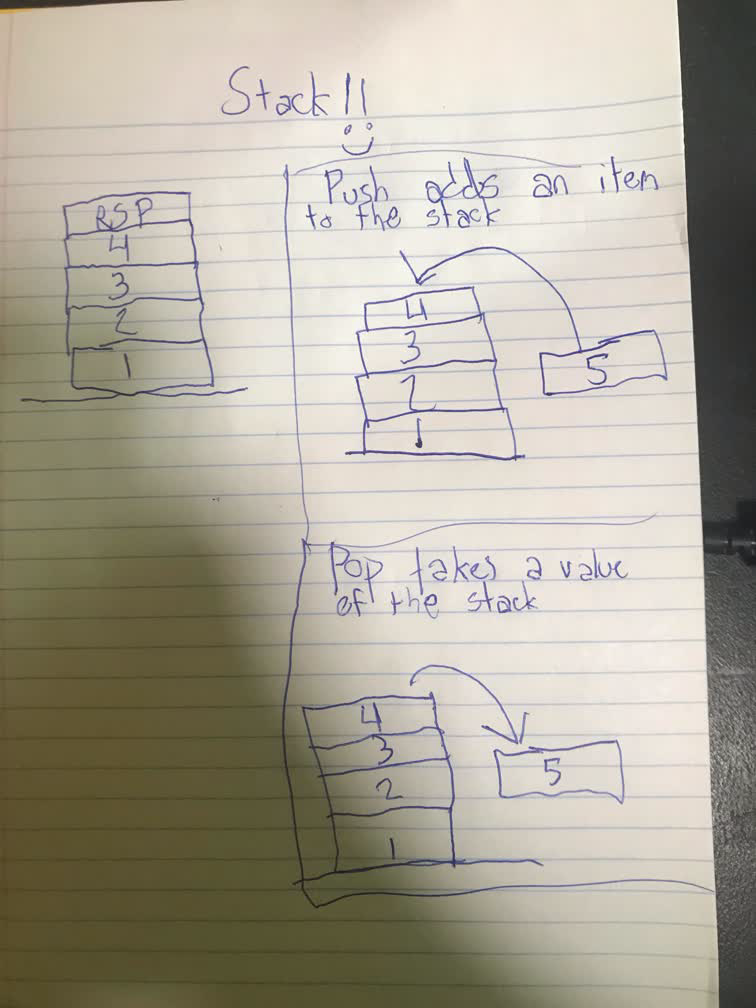 Stack!!
RSP
4
3
2
1
Push adds an item
to the stack
4
3
2
1
5
Pop takes a value
of the stack
4
3
2
1
5